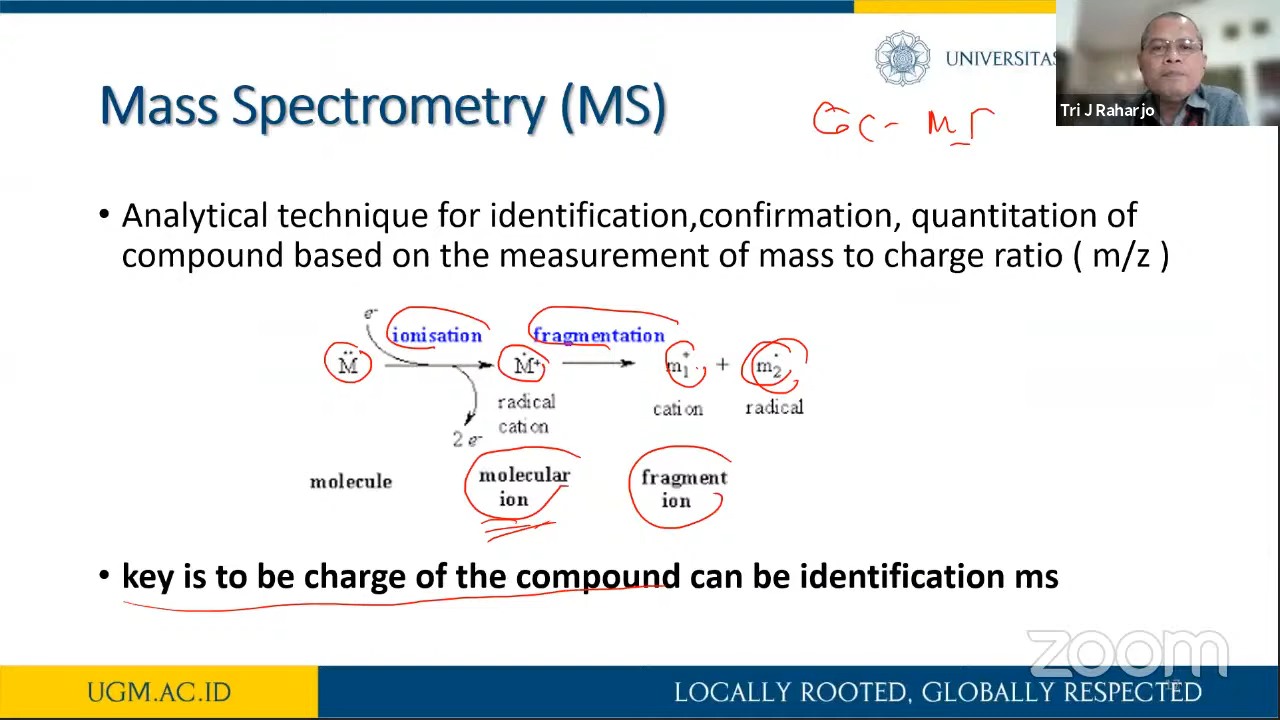 UNIVERSITAS
Tri J Raharjo
Mass Spectrometry (MS)
GC - MS
• Analytical technique for identification,confirmation, quantitation of
compound based on the measurement of mass to charge ratio ( m/z )
e⁻ ionisation fragmentation
M̈ Ṁ⁺ m₁⁺ + m₂˙
radical cation radical
cation
2 e⁻
molecule molecular fragment
ion ion
• key is to be charge of the compound can be identification ms
zoom
UGM.AC.ID LOCALLY ROOTED, GLOBALLY RESPECTED